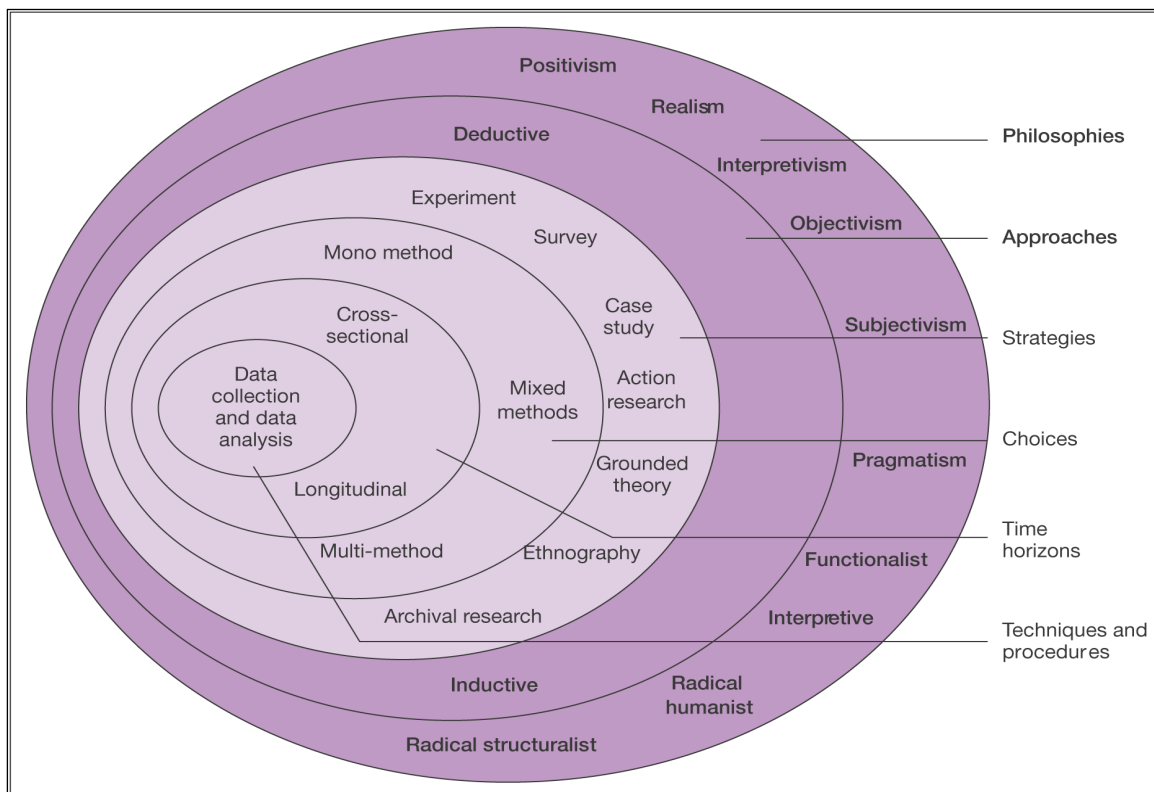 Positivism
Realism
Philosophies
Deductive
Interpretivism
Experiment
Objectivism
Approaches
Survey
Mono method
Case
study
Subjectivism
Strategies
Cross-
sectional
Data
collection
and data
analysis
Mixed
methods
Action
research
Choices
Pragmatism
Grounded
theory
Longitudinal
Time
horizons
Multi-method
Ethnography
Functionalist
Archival research
Interpretive
Techniques and
procedures
Inductive
Radical
humanist
Radical structuralist